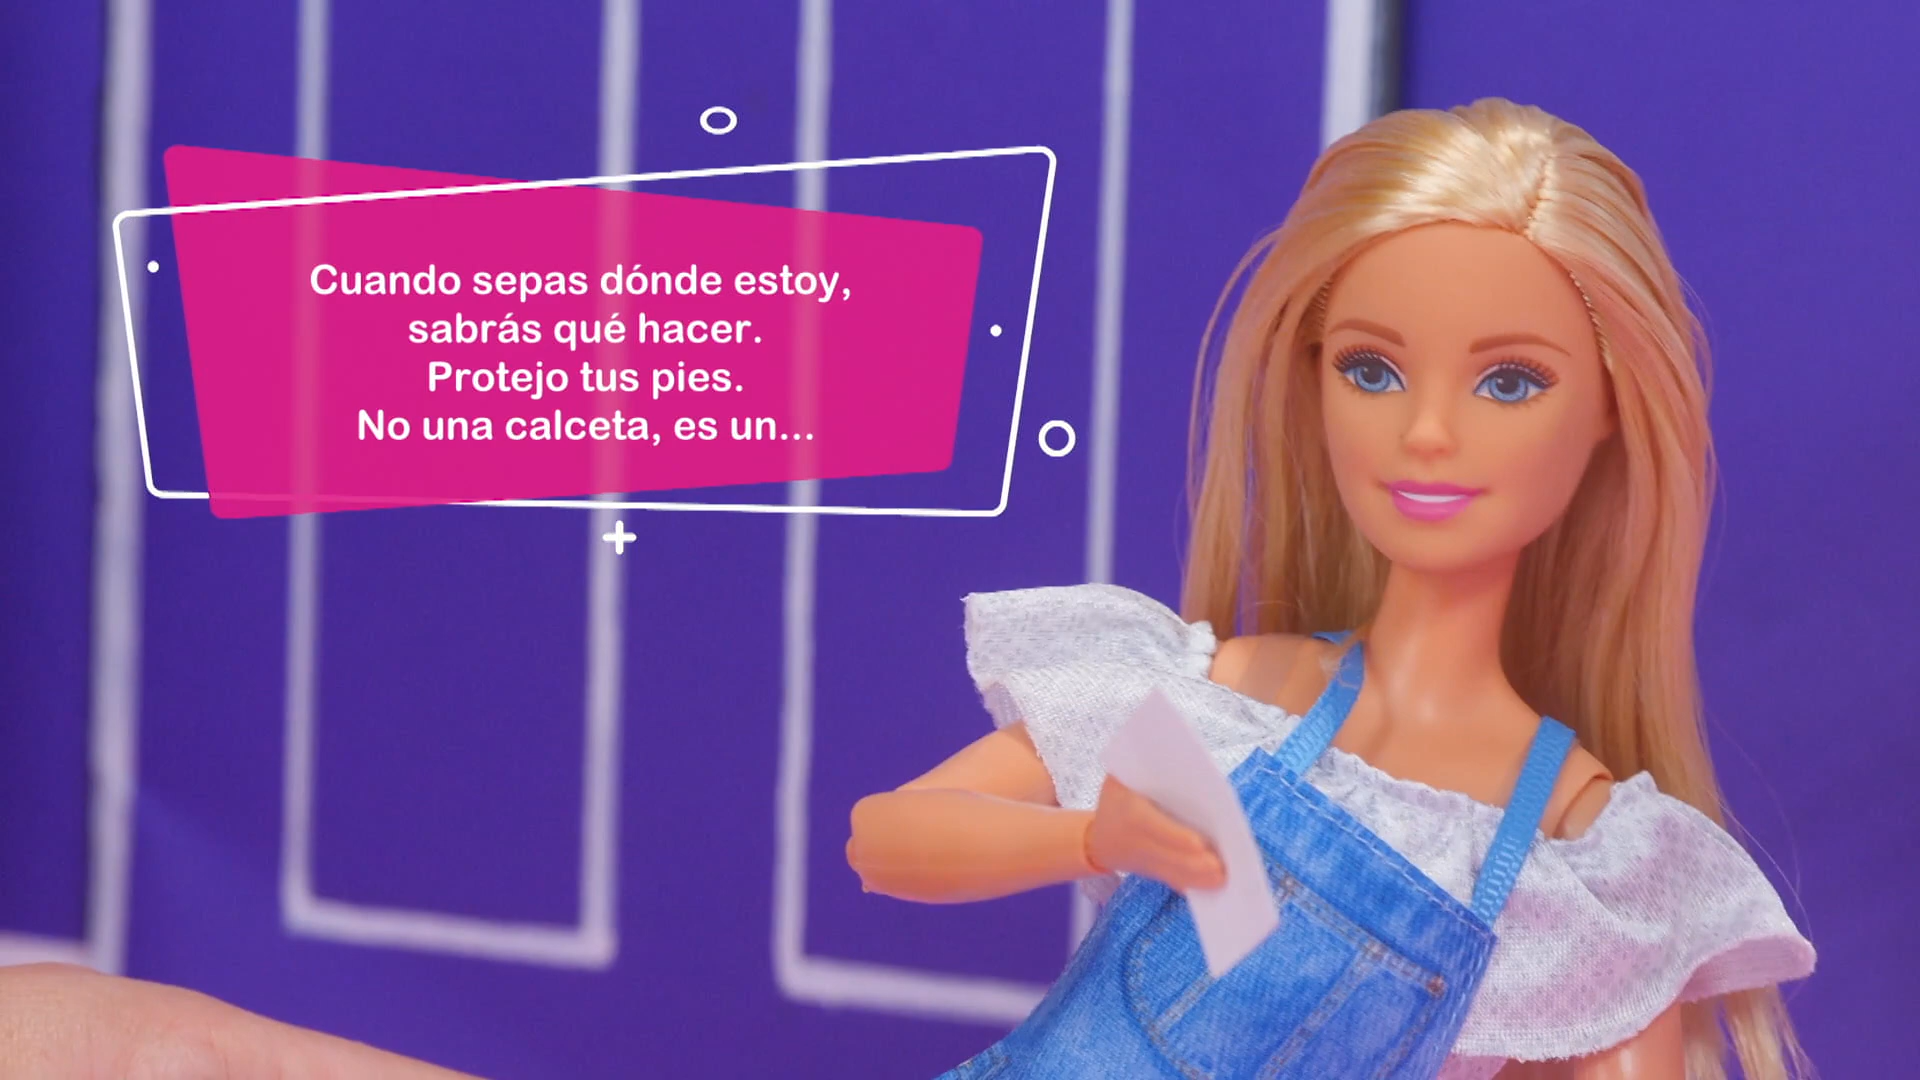 Cuando sepas dónde estoy,
sabrás qué hacer.
Protejo tus pies.
No una calceta, es un...